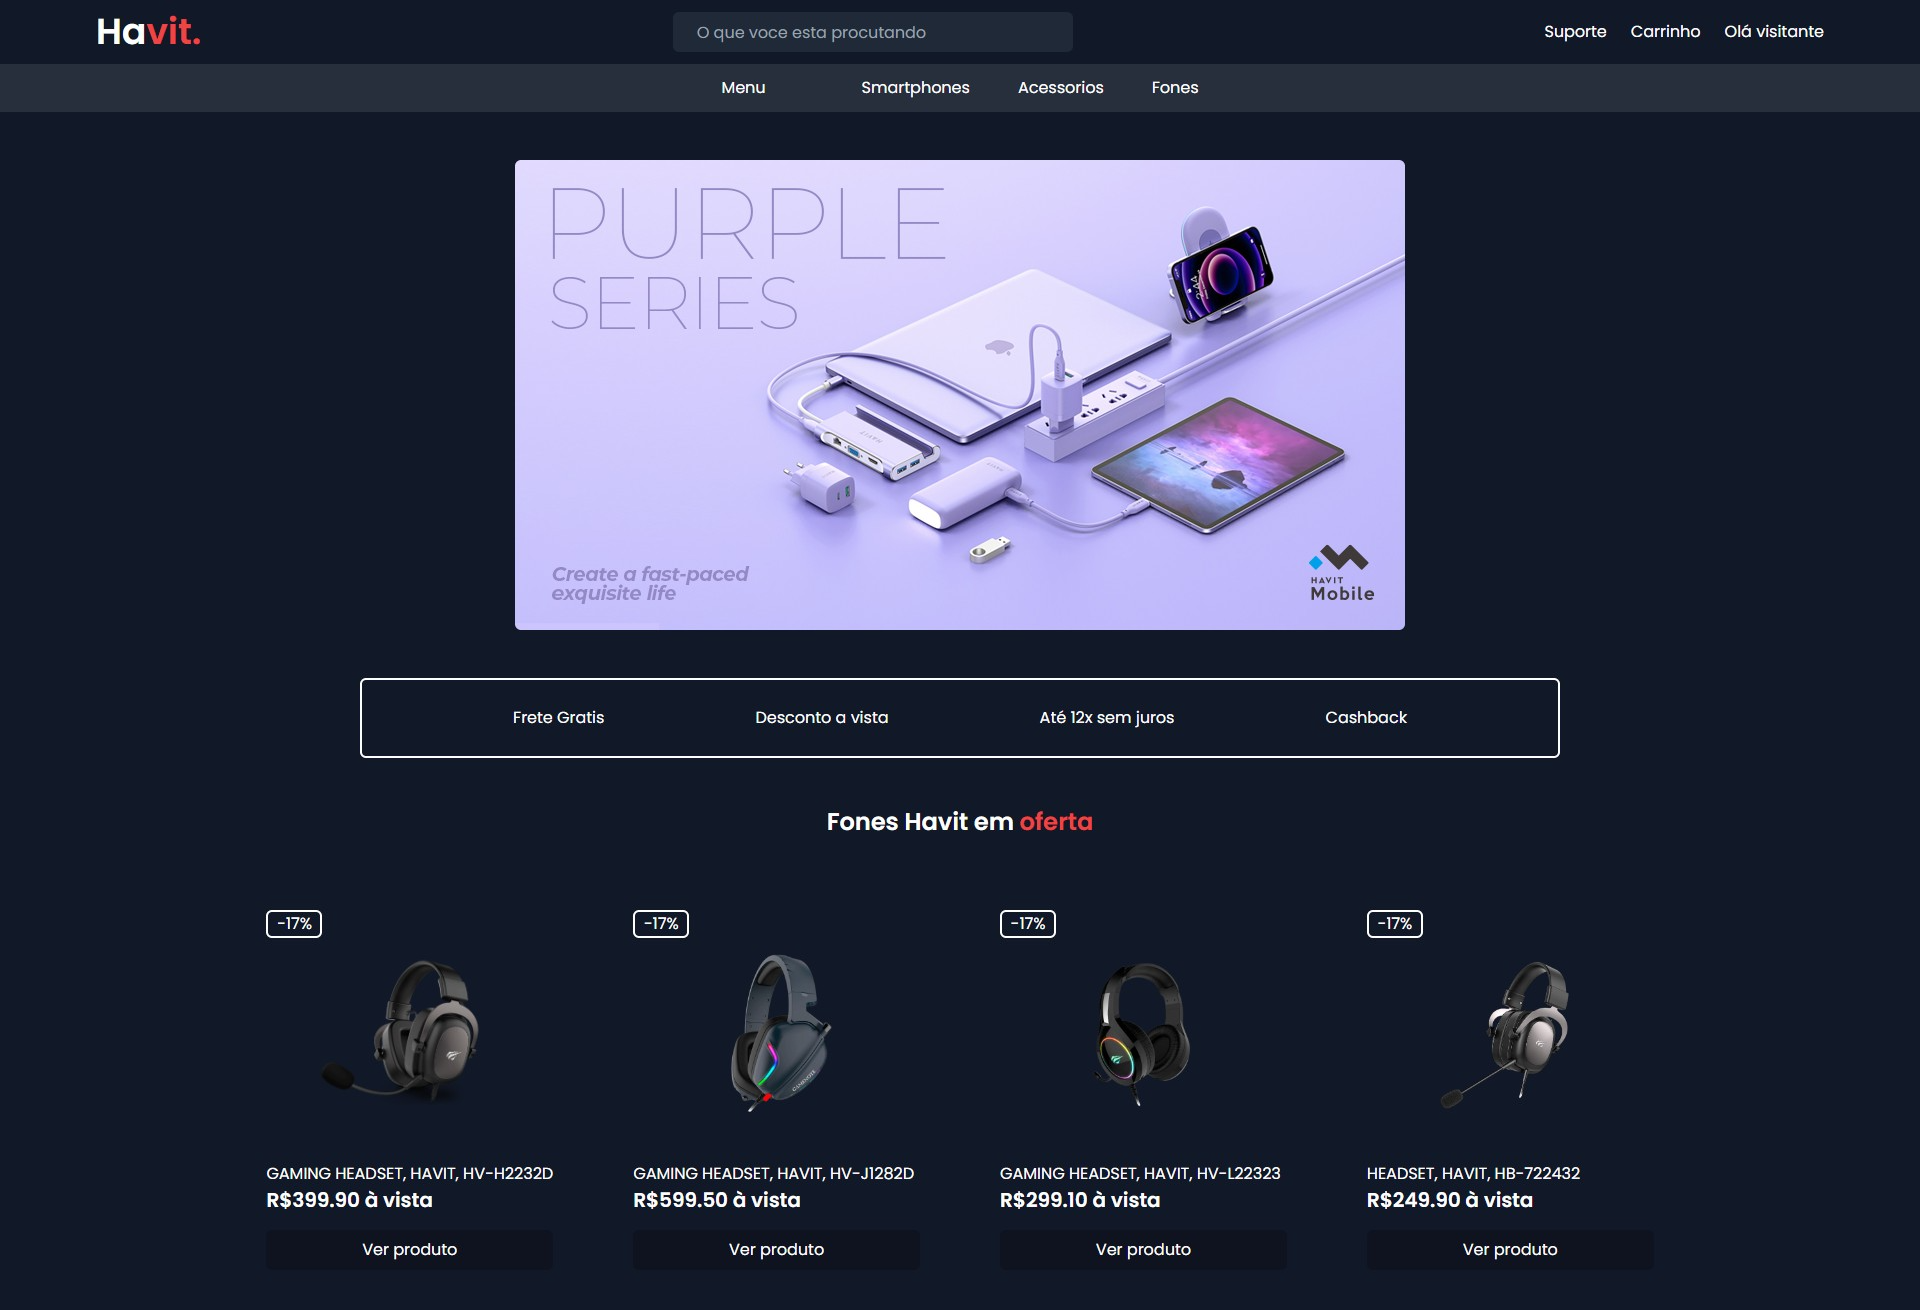 Havit.
O que voce esta procutando
Suporte
Carrinho
Olá visitante
Menu
Smartphones
Acessorios
Fones
PURPLE
SERIES
Create a fast-paced
exquisite life
HAVIT
Mobile
Frete Gratis
Desconto a vista
Até 12x sem juros
Cashback
Fones Havit em oferta
-17%
GAMING HEADSET, HAVIT, HV-H2232D
R$399.90 à vista
Ver produto
-17%
GAMING HEADSET, HAVIT, HV-J1282D
R$599.50 à vista
Ver produto
-17%
GAMING HEADSET, HAVIT, HV-L22323
R$299.10 à vista
Ver produto
-17%
HEADSET, HAVIT, HB-722432
R$249.90 à vista
Ver produto